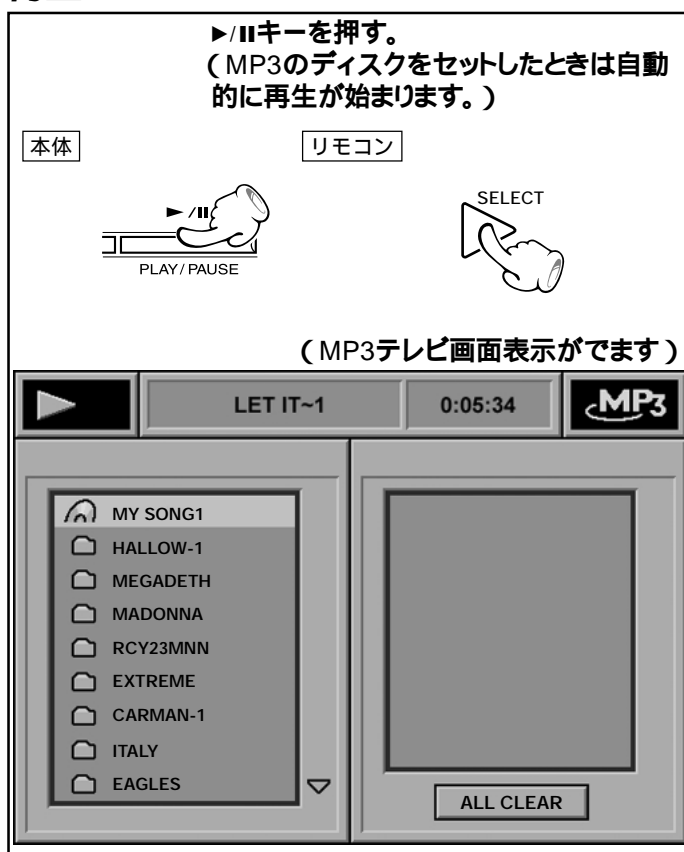 ►/IIキーを押す。
(MP3のディスクをセットしたときは自動
的に再生が始まります。)
本体
リモコン
► /II
SELECT
PLAY/PAUSE
(MP3テレビ画面表示がでます)
LET IT~1
0:05:34
MP3
MY SONG1
HALLOW-1
MEGADETH
MADONNA
RCY23MNN
EXTREME
CARMAN-1
ITALY
EAGLES
ALL CLEAR